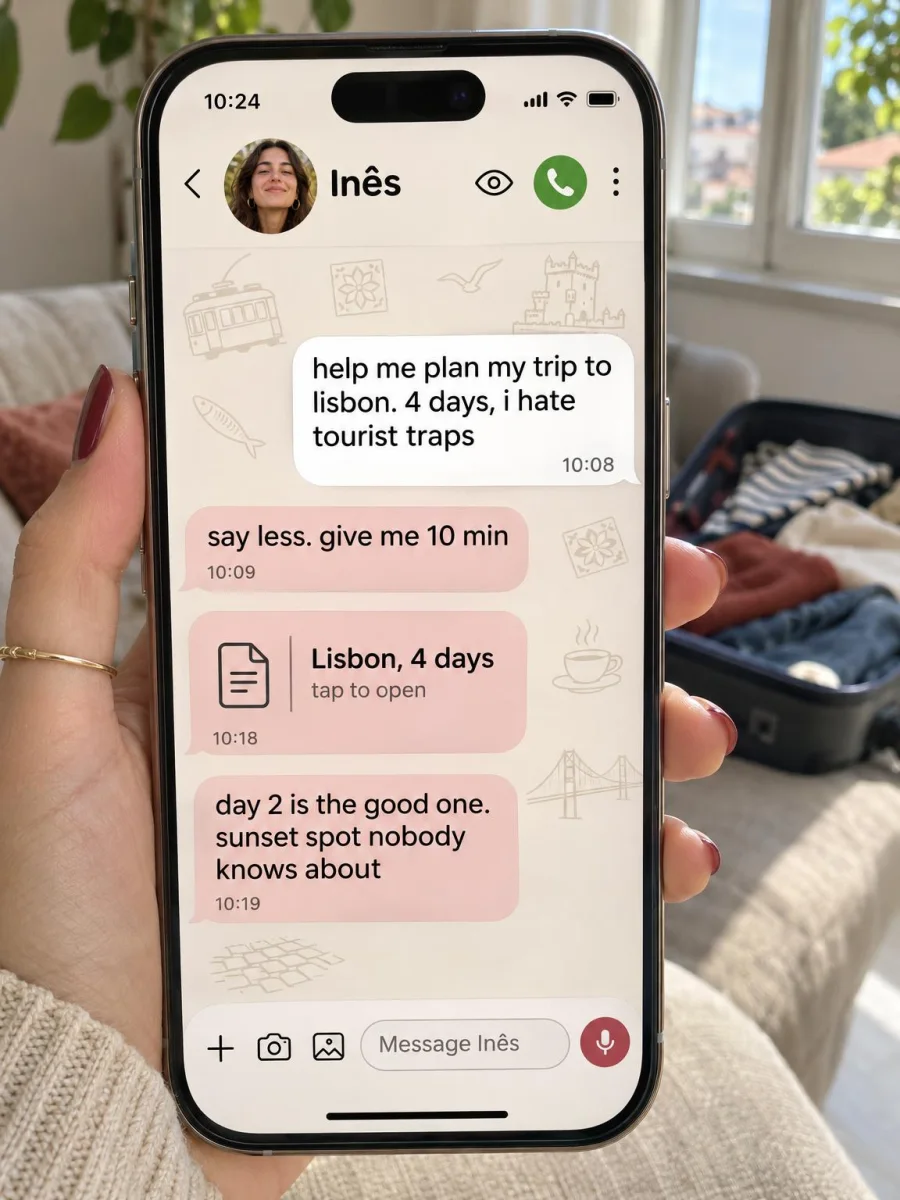 10:24
Inês
help me plan my trip to
lisbon. 4 days, i hate
tourist traps
10:08
say less. give me 10 min
10:09
Lisbon, 4 days
tap to open
10:18
day 2 is the good one.
sunset spot nobody
knows about
10:19
Message Inês